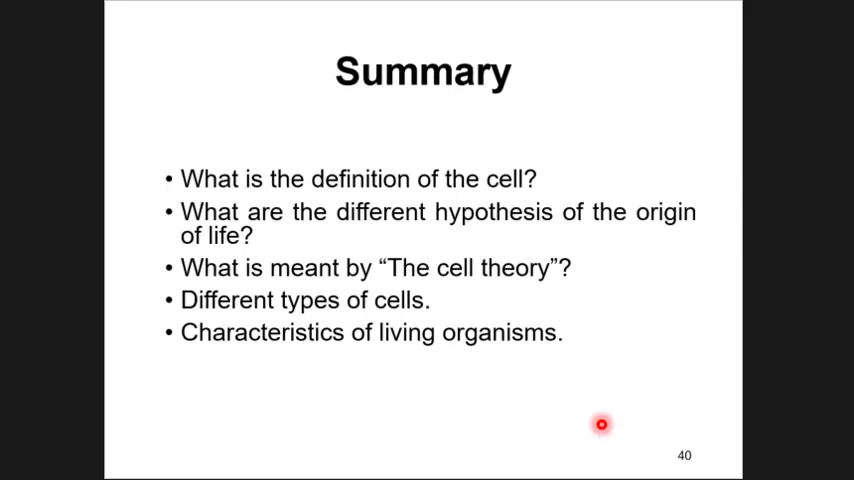 Summary
• What is the definition of the cell?
• What are the different hypothesis of the origin
of life?
• What is meant by “The cell theory”?
• Different types of cells.
• Characteristics of living organisms.
40